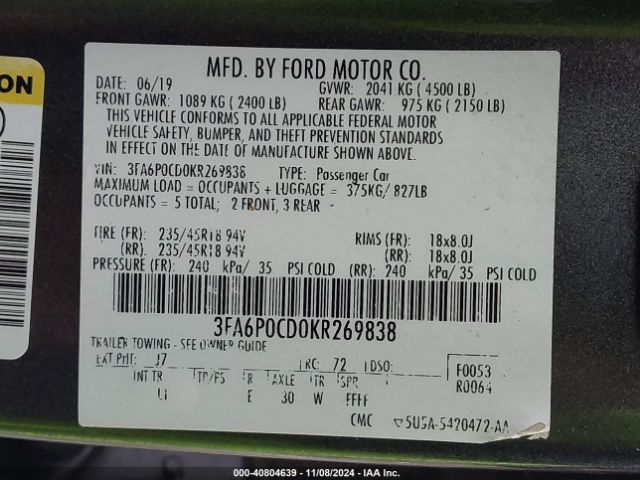 ON
MFD. BY FORD MOTOR CO.
DATE: 06/19 GVWR: 2041 KG ( 4500 LB)
FRONT GAWR: 1089 KG ( 2400 LB) REAR GAWR: 975 KG ( 2150 LB)
THIS VEHICLE CONFORMS TO ALL APPLICABLE FEDERAL MOTOR
VEHICLE SAFETY, BUMPER, AND THEFT PREVENTION STANDARDS
IN EFFECT ON THE DATE OF MANUFACTURE SHOWN ABOVE.
VIN: 3FA6P0CD0KR269838 TYPE: Passenger Car
MAXIMUM LOAD = OCCUPANTS + LUGGAGE = 375KG/ 827LB
OCCUPANTS = 5 TOTAL; 2 FRONT, 3 REAR
TIRE (FR): 235/45R18 94V RIMS (FR): 18x8.0J
(RR): 235/45R18 94V (RR): 18x8.0J
PRESSURE (FR): 240 kPa/ 35 PSI COLD (RR): 240 kPa/ 35 PSI COLD
3FA6P0CD0KR269838
TRAILER TOWING - SEE OWNER GUIDE
EXT PNT: J7 RC: 72 DSO: F0053
R0064
INT TR TP/PS R AXLE TR SPR
E 30 W FFFF
CMC 5U5A-5420472-AA
000-40804639 - 11/08/2024 - IAA Inc.